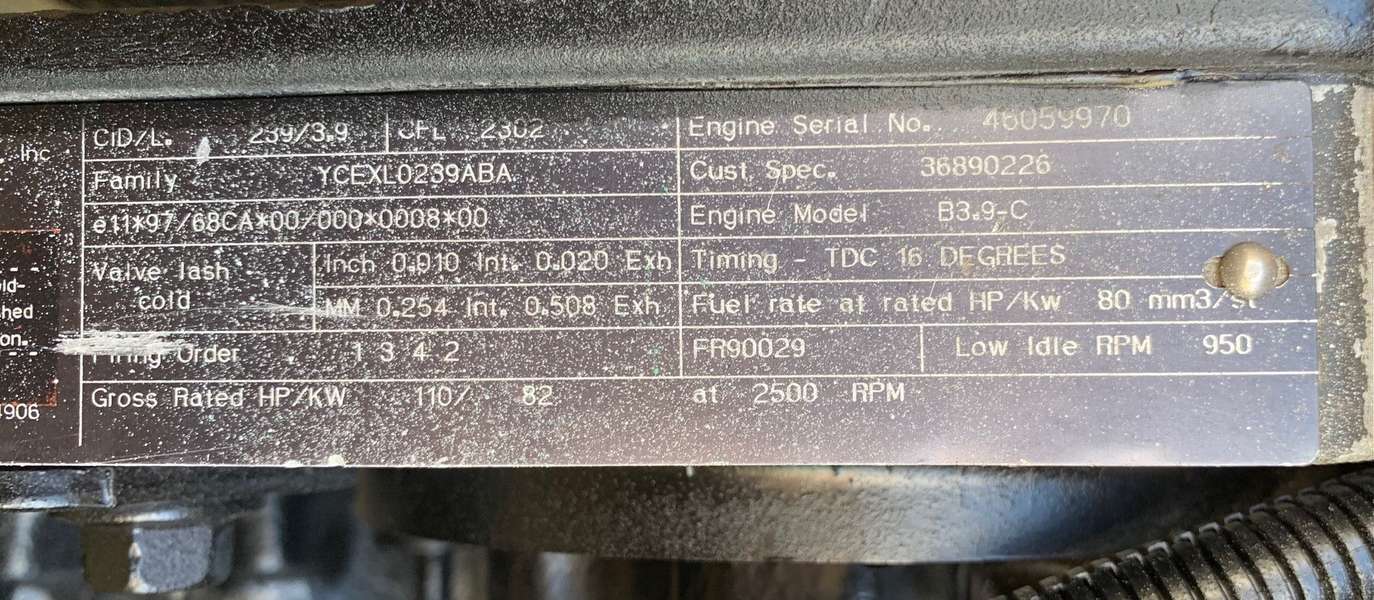 . Inc
CiD/L. 239/3.9 CPL 2302 Engine Serial No. 46059970
Family YCEXL0239ABA Cust Spec. 36890226
e11*97/68CA*00/000*0008*00 Engine Model B3.9-C
Valve lash cold Inch 0.010 Int. 0.020 Exh Timing - TDC 16 DEGREES
MM 0.254 Int. 0.508 Exh Fuel rate at rated HP/Kw 80 mm3/st
Firing Order 1 3 4 2 FR90029 Low Idle RPM 950
Gross Rated HP/KW 110/ 82 at 2500 RPM
id-
hed
on.
4906